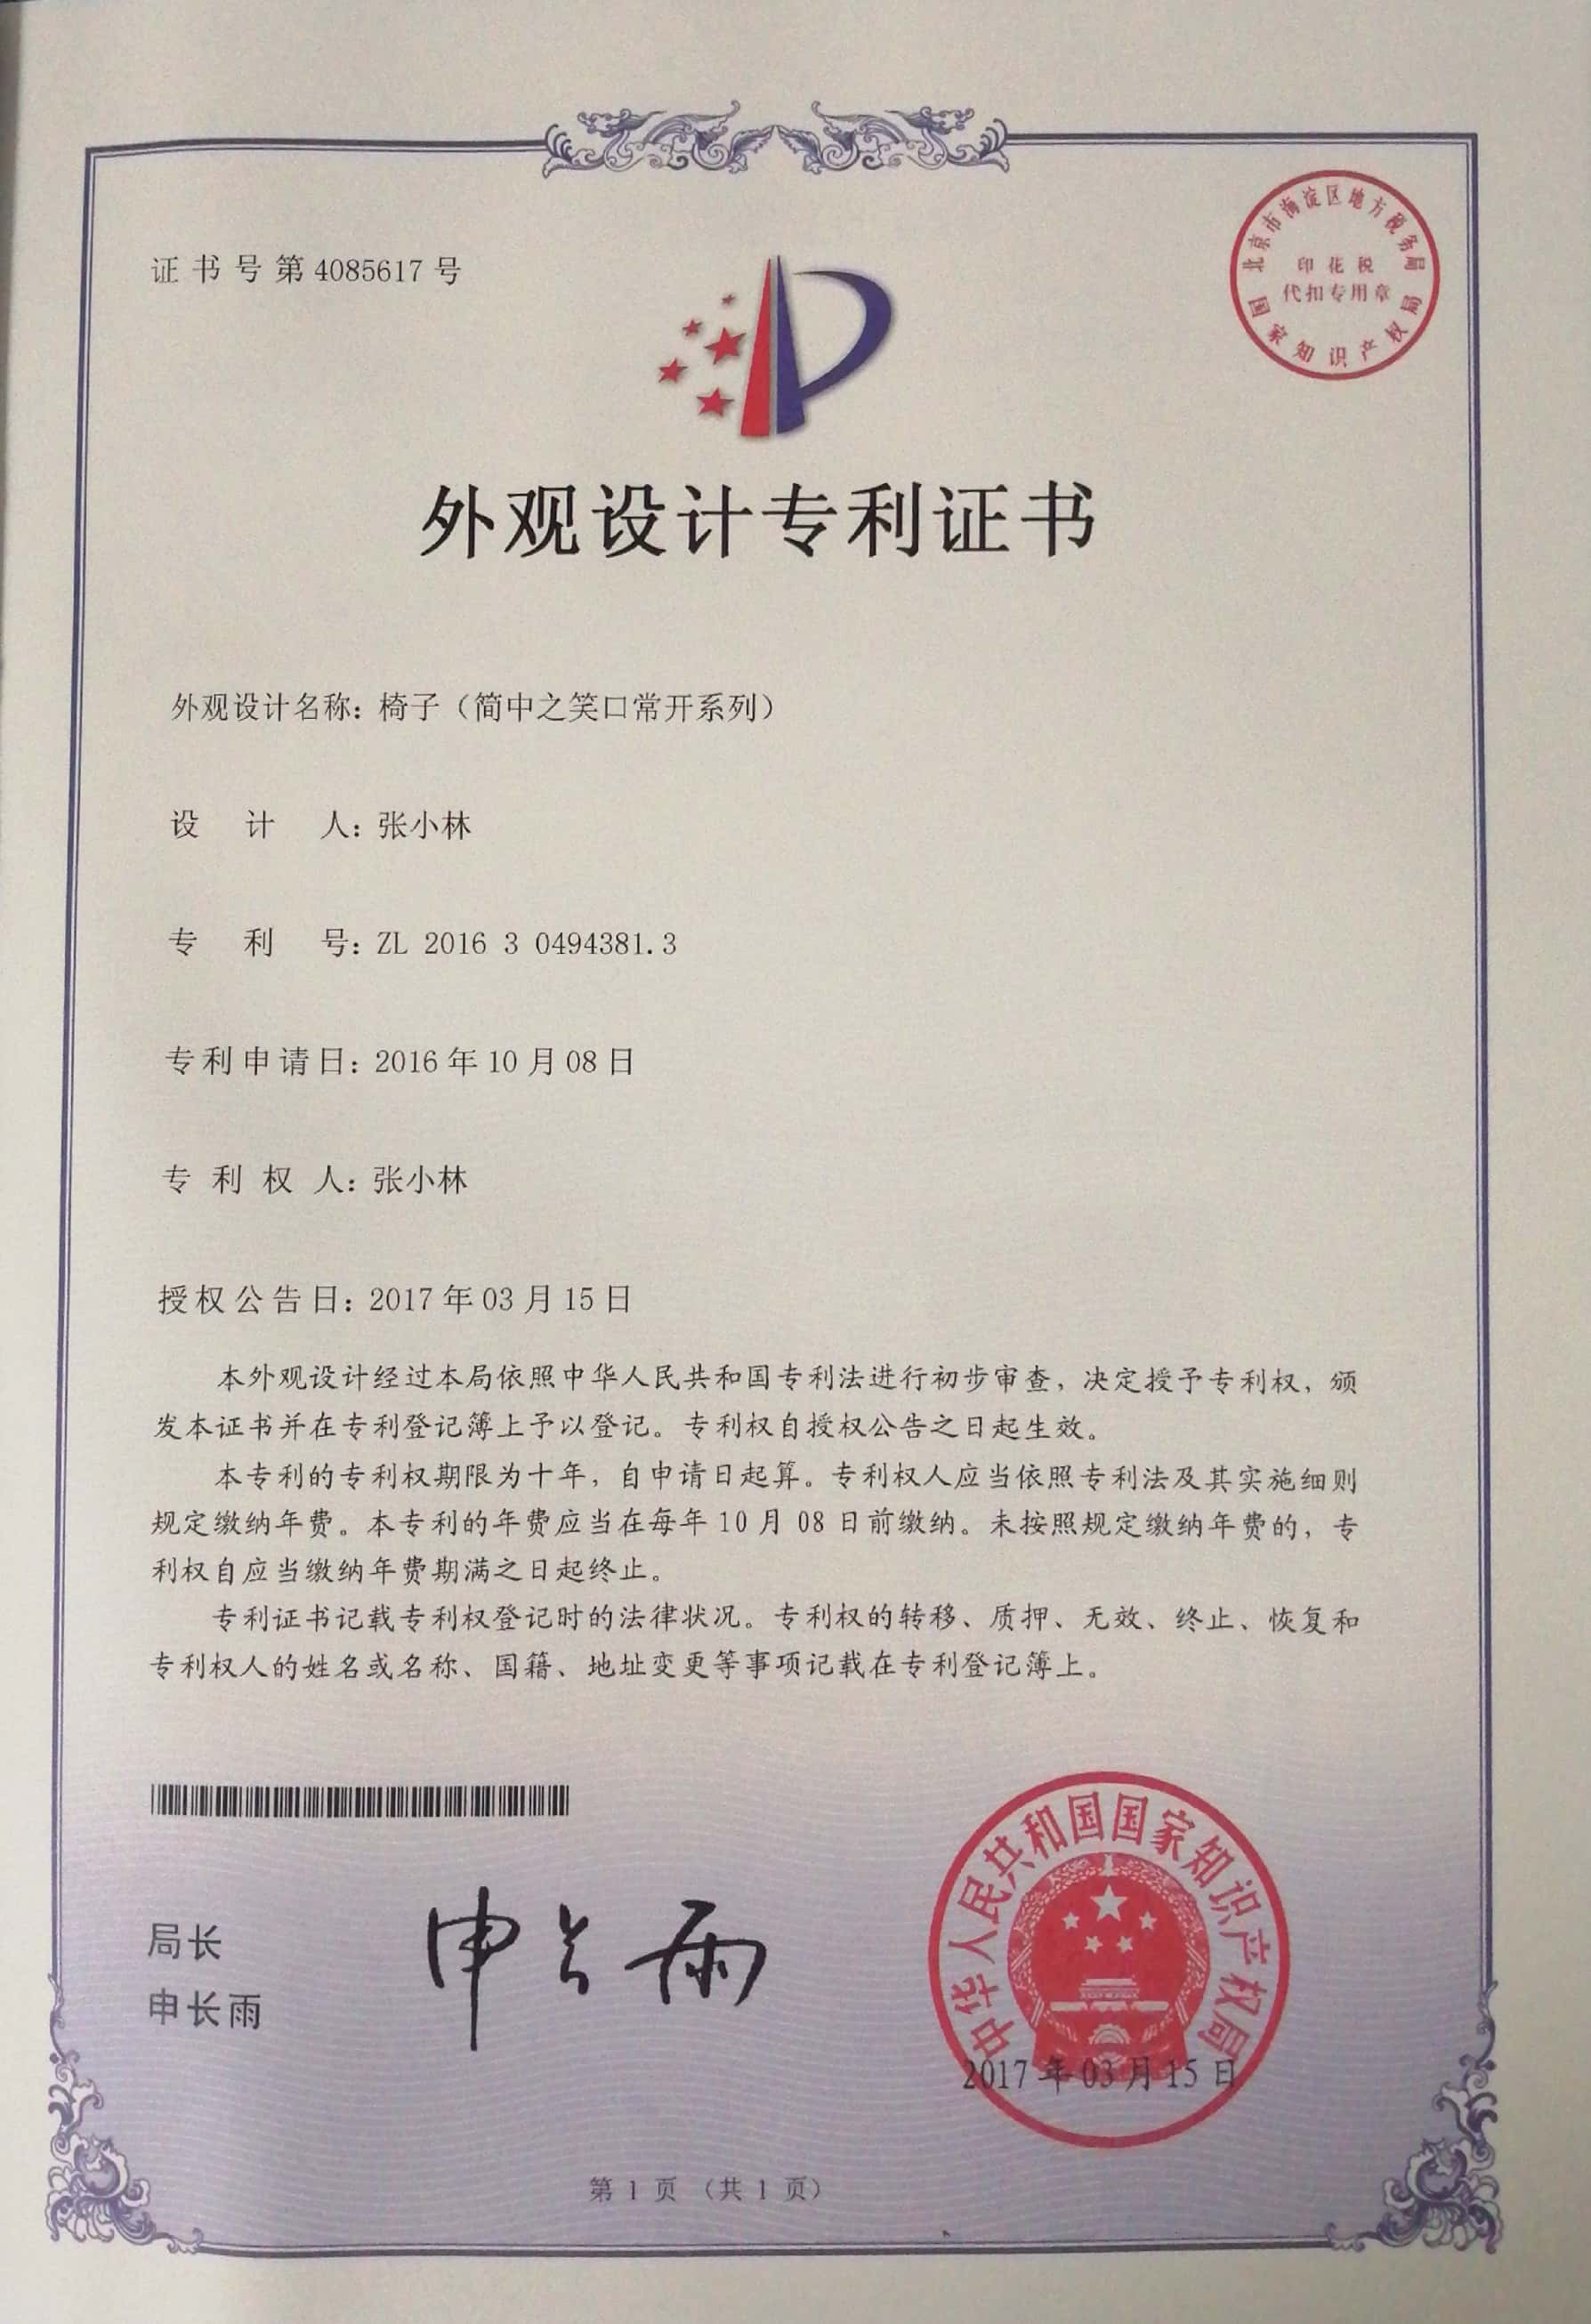 证书号第4085617号
北京市海淀区地方税务局
印花税
代扣专用章
国家知识产权局
外观设计专利证书
外观设计名称：椅子（简中之笑口常开系列）
设计人：张小林
专利号：ZL 2016 3 0494381.3
专利申请日：2016年10月08日
专利权人：张小林
授权公告日：2017年03月15日
本外观设计经过本局依照中华人民共和国专利法进行初步审查，决定授予专利权，颁
发本证书并在专利登记簿上予以登记。专利权自授权公告之日起生效。
本专利的专利权期限为十年，自申请日起算。专利权人应当依照专利法及其实施细则
规定缴纳年费。本专利的年费应当在每年10月08日前缴纳。未按照规定缴纳年费的，专
利权自应当缴纳年费期满之日起终止。
专利证书记载专利权登记时的法律状况。专利权的转移、质押、无效、终止、恢复和
专利权人的姓名或名称、国籍、地址变更等事项记载在专利登记簿上。
局长
申长雨
申长雨
中华人民共和国国家知识产权局
2017年03月15日
第1页（共1页）